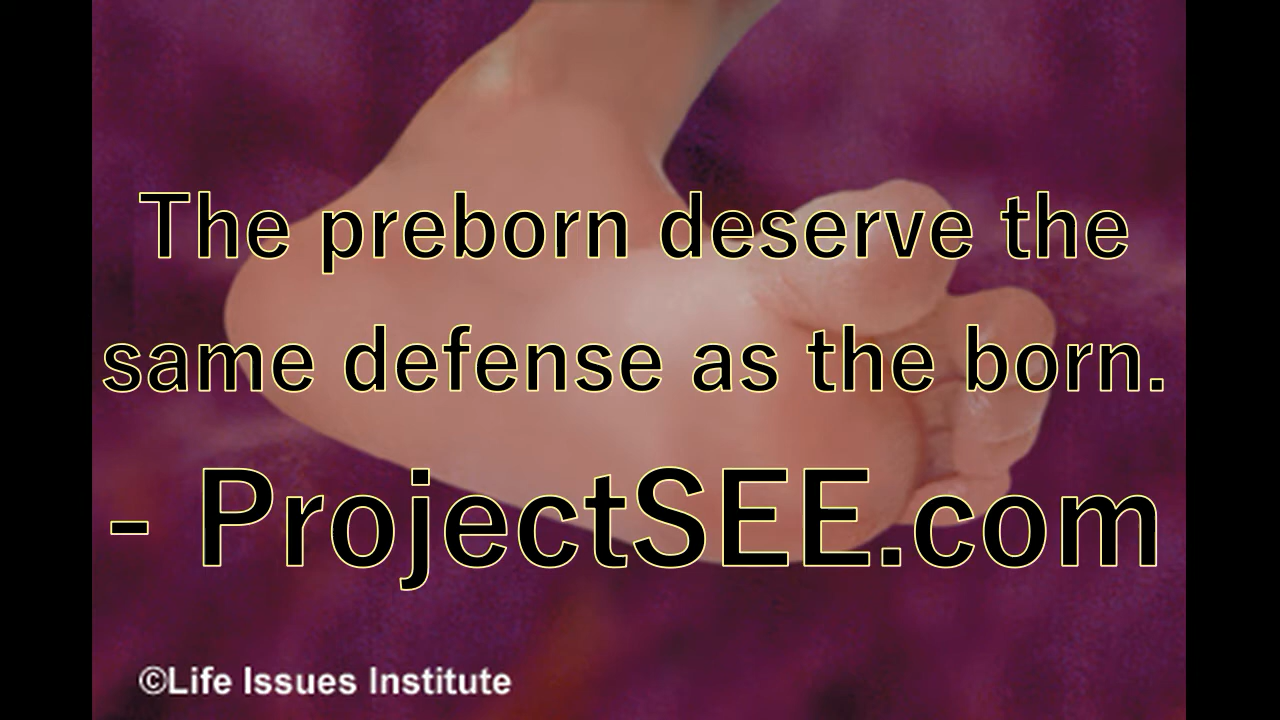 The preborn deserve the
same defense as the born.
- ProjectSEE.com
©Life Issues Institute